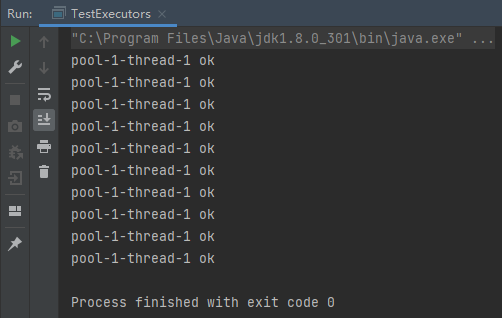 Run: TestExecutors
"C:\Program Files\Java\jdk1.8.0_301\bin\java.exe" ...
pool-1-thread-1 ok
pool-1-thread-1 ok
pool-1-thread-1 ok
pool-1-thread-1 ok
pool-1-thread-1 ok
pool-1-thread-1 ok
pool-1-thread-1 ok
pool-1-thread-1 ok
pool-1-thread-1 ok
pool-1-thread-1 ok
Process finished with exit code 0